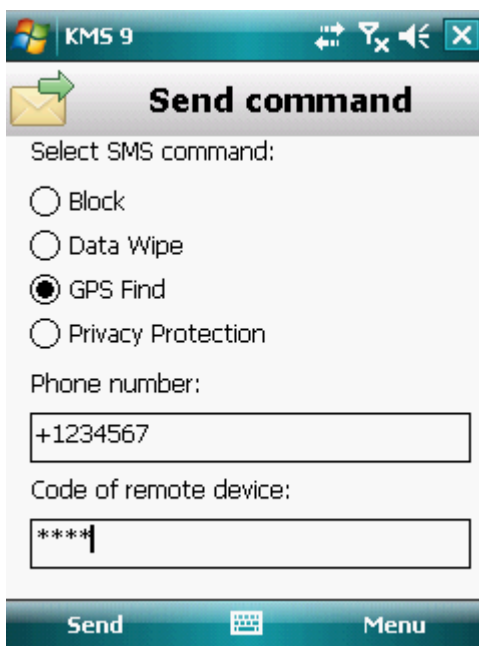 KMS 9
Send command
Select SMS command:
Block
Data Wipe
GPS Find
Privacy Protection
Phone number:
+1234567
Code of remote device:
****
Send Menu